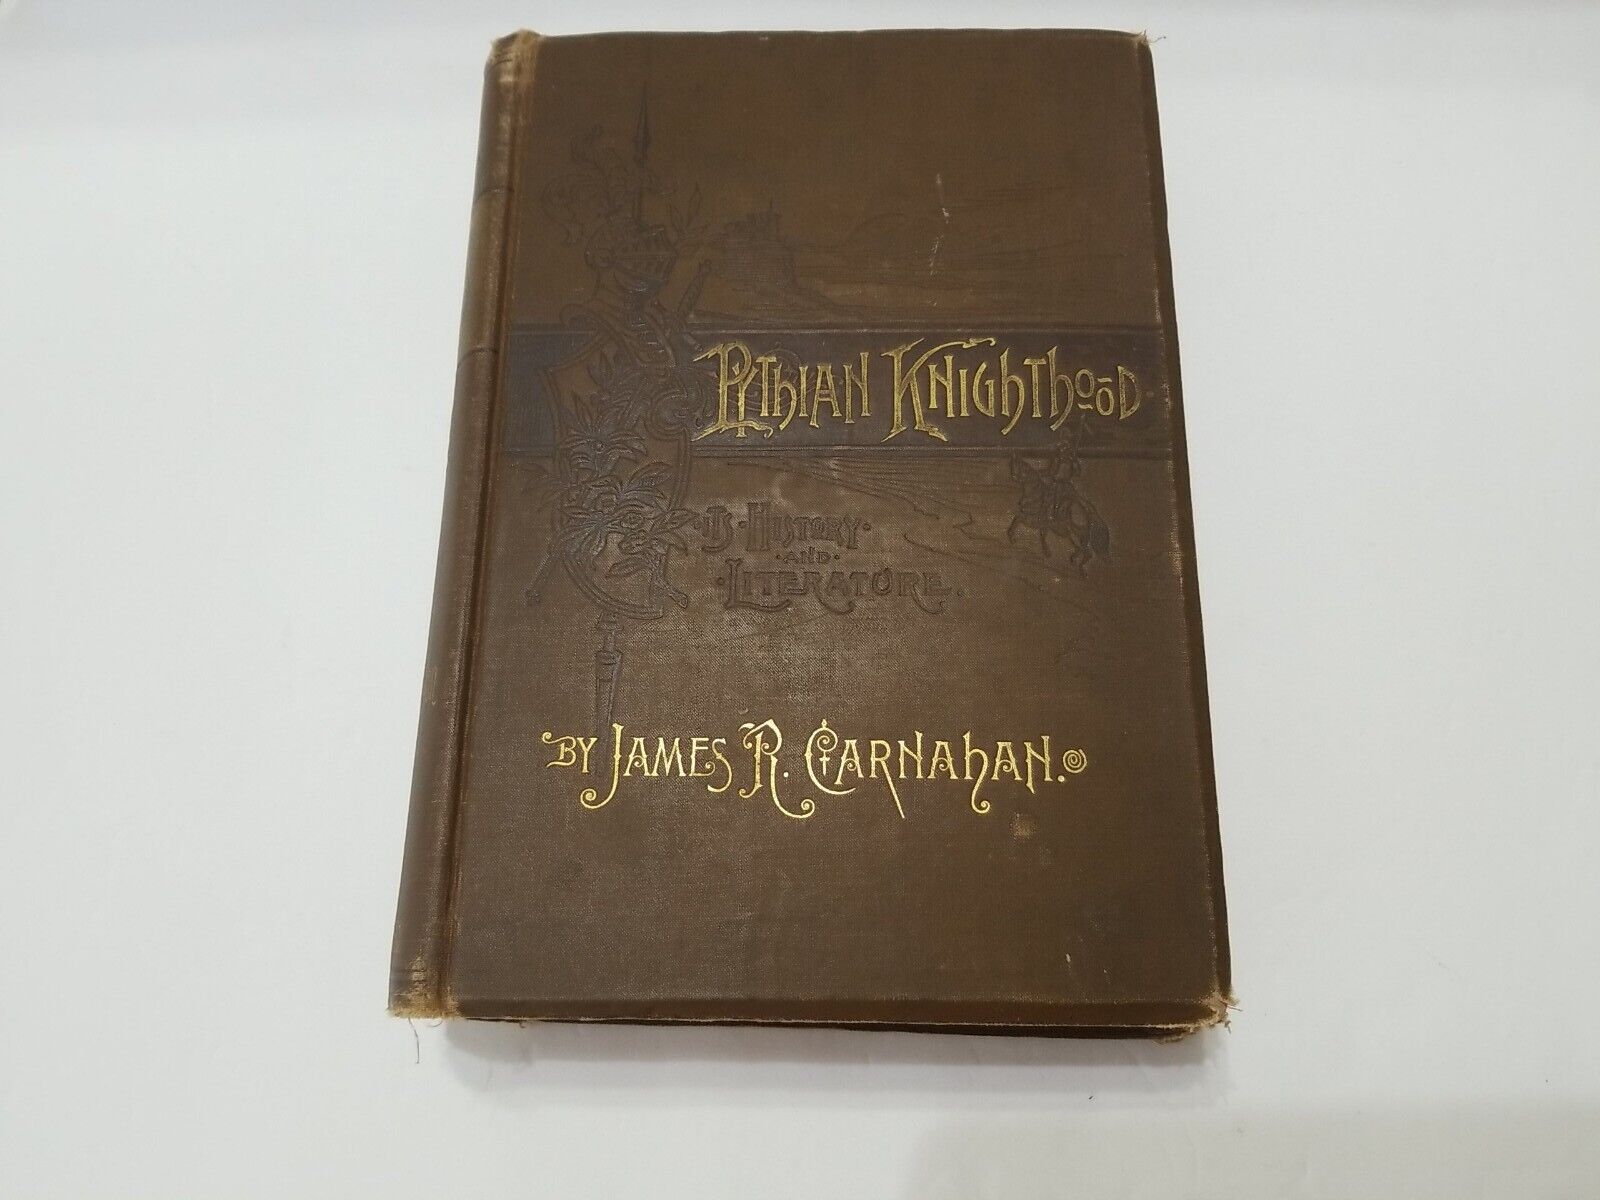 Pythian Knighthood.
·its·History·
·and·
·Literature.
By James R. Carnahan.